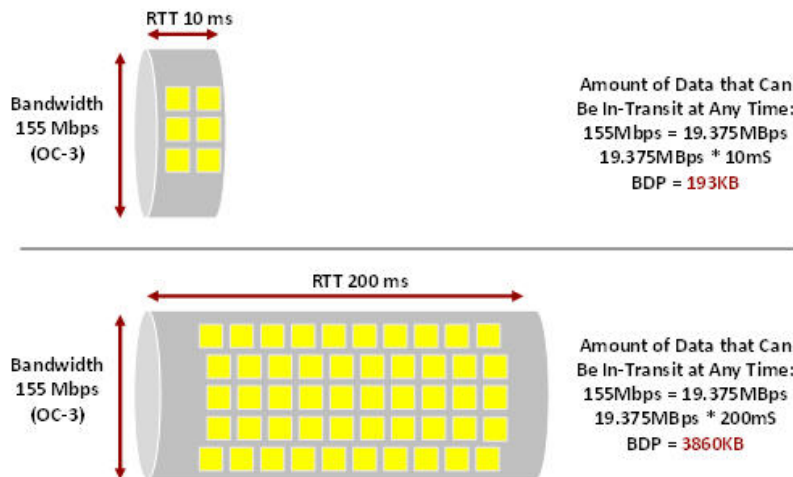 RTT 10 ms
Bandwidth
155 Mbps
(OC-3)
Amount of Data that Can
Be In-Transit at Any Time:
155Mbps = 19.375MBps
19.375MBps * 10mS
BDP = 193KB
RTT 200 ms
Bandwidth
155 Mbps
(OC-3)
Amount of Data that Can
Be In-Transit at Any Time:
155Mbps = 19.375MBps
19.375MBps * 200mS
BDP = 3860KB